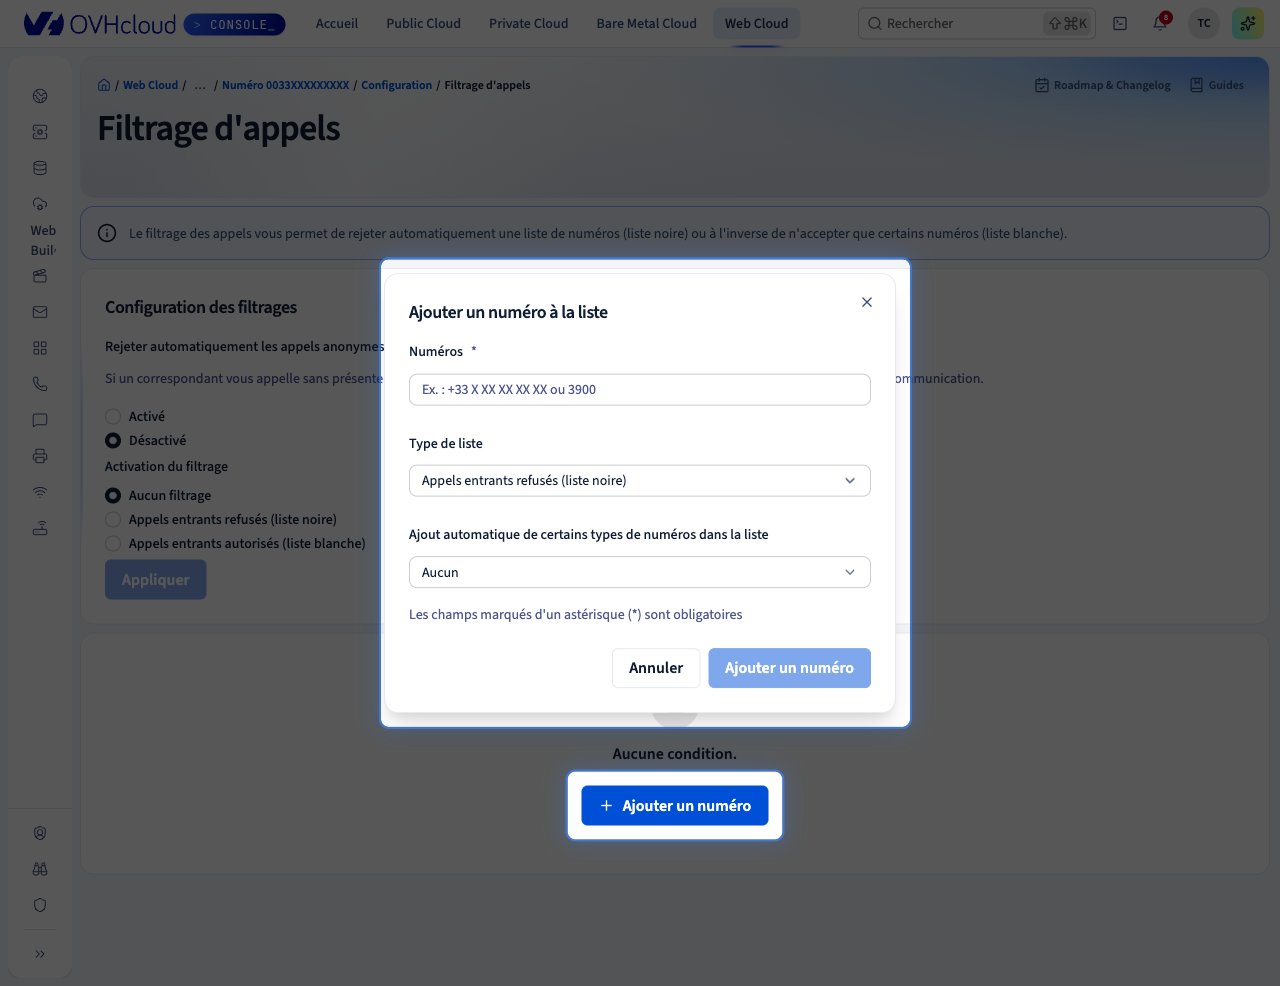 OVHcloud > CONSOLE_ Accueil Public Cloud Private Cloud Bare Metal Cloud Web Cloud Rechercher ⇧⌘K 8 TC
/ Web Cloud / ... / Numéro 0033XXXXXXXXX / Configuration / Filtrage d'appels
Roadmap & Changelog Guides
Filtrage d'appels
Web
Buil
Le filtrage des appels vous permet de rejeter automatiquement une liste de numéros (liste noire) ou à l'inverse de n'accepter que certains numéros (liste blanche).
Configuration des filtrages
Rejeter automatiquement les appels anonymes
Si un correspondant vous appelle sans présente
ommunication.
Activé
Désactivé
Activation du filtrage
Aucun filtrage
Appels entrants refusés (liste noire)
Appels entrants autorisés (liste blanche)
Appliquer
Ajouter un numéro à la liste
Numéros *
Ex. : +33 X XX XX XX XX ou 3900
Type de liste
Appels entrants refusés (liste noire)
Ajout automatique de certains types de numéros dans la liste
Aucun
Les champs marqués d'un astérisque (*) sont obligatoires
Annuler Ajouter un numéro
Aucune condition.
+ Ajouter un numéro